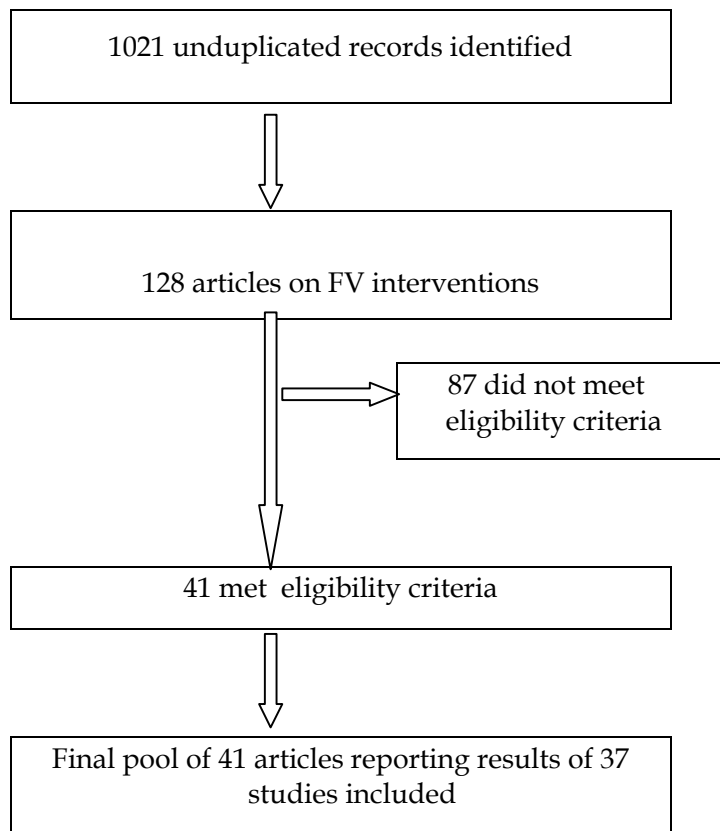 1021 unduplicated records identified
128 articles on FV interventions
87 did not meet
eligibility criteria
41 met eligibility criteria
Final pool of 41 articles reporting results of 37
studies included